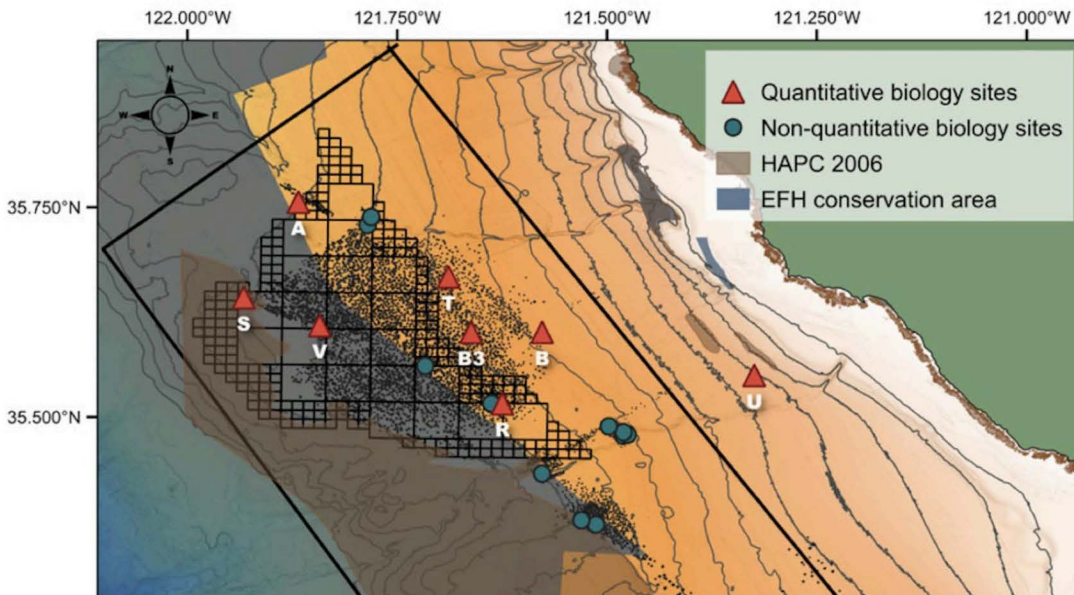 122.000°W 121.750°W 121.500°W 121.250°W 121.000°W
N
W E
S
Quantitative biology sites
Non-quantitative biology sites
HAPC 2006
EFH conservation area
35.750°N
35.500°N
A
T
S
V
B3
B
U
R